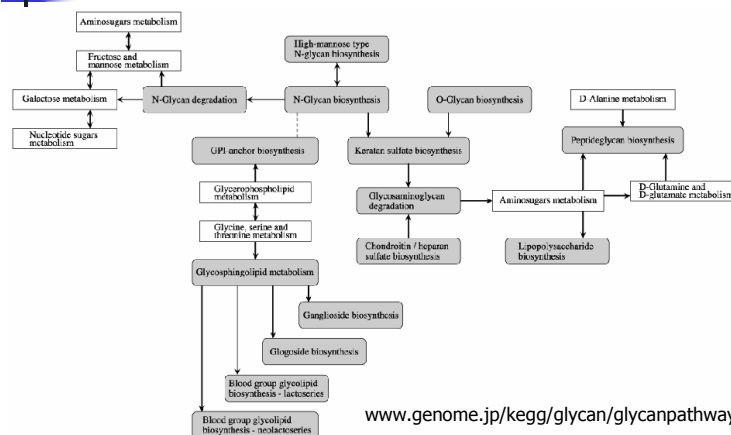 Aminosugars metabolism
Fructose and
mannose metabolism
High-mannose type
N-glycan biosynthesis
Galactose metabolism
N-Glycan degradation
N-Glycan biosynthesis
O-Glycan biosynthesis
D-Alanine metabolism
Nucleotide sugars
metabolism
GPI-anchor biosynthesis
Keratan sulfate biosynthesis
Peptideglycan biosynthesis
Glycerophospholipid
metabolism
Glycosaminoglycan
degradation
Aminosugars metabolism
D-Glutamine and
D-glutamate metabolism
Glycine, serine and
threonine metabolism
Chondroitin / heparan
sulfate biosynthesis
Lipopolysaccharide
biosynthesis
Glycosphingolipid metabolism
Ganglioside biosynthesis
Glogoside biosynthesis
Blood group glycolipid
biosynthesis - lactoseries
Blood group glycolipid
biosynthesis - neolactoseries
www.genome.jp/kegg/glycan/glycanpathway